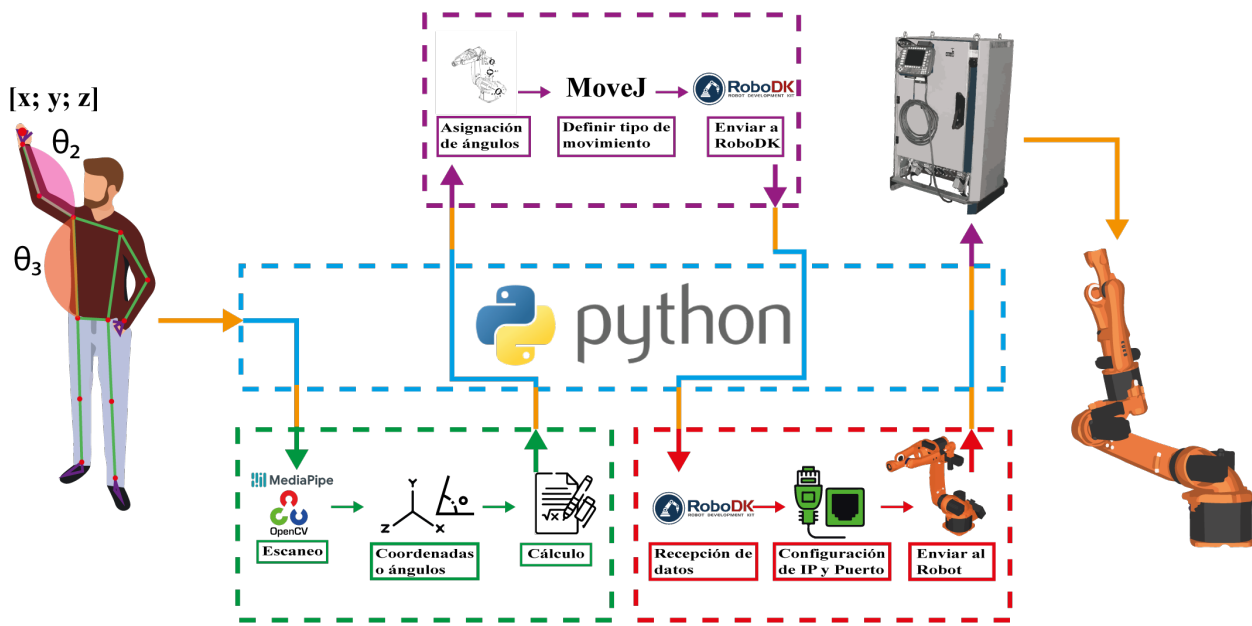 [x; y; z]
θ2
θ3
MoveJ
RoboDK
ROBOT DEVELOPMENT KIT
Asignación
de ángulos
Definir tipo de
movimiento
Enviar a
RoboDK
python
MediaPipe
OpenCV
Escaneo
Y
Z
X
Coordenadas
o ángulos
√x
Cálculo
RoboDK
ROBOT DEVELOPMENT KIT
Recepción de
datos
Configuración
de IP y Puerto
Enviar al
Robot